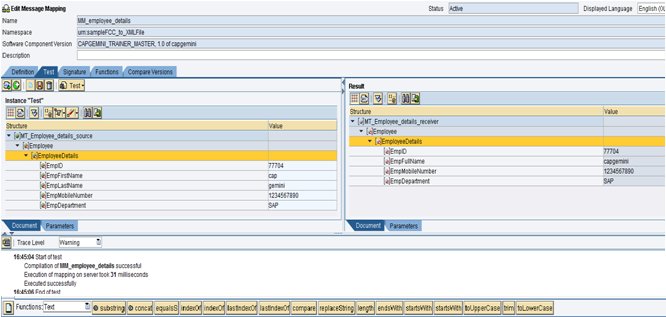 Edit Message Mapping Status Active Displayed Language English (OL
Name MM_employee_details
Namespace urn:sampleFCC_to_XMLFile
Software Component Version CAPGEMINI_TRAINER_MASTER, 1.0 of capgemini
Description
Definition Test Signature Functions Compare Versions
Test
Instance "Test"
Structure Value
MT_Employee_details_source
Employee
EmployeeDetails
EmpID 77704
EmpFirstName cap
EmpLastName gemini
EmpMobileNumber 1234567890
EmpDepartment SAP
Document Parameters
Result
Structure Value
MT_Employee_details_receiver
Employee
EmployeeDetails
EmpID 77704
EmpFullName capgemini
EmpMobileNumber 1234567890
EmpDepartment SAP
Document Parameters
Trace Level Warning
16:45:04 Start of test
Compilation of MM_employee_details successful
Execution of mapping on server took 31 milliseconds
Executed successfully
16:45:06 End of test
Functions: Text substring concat equalsS indexOf indexOf lastIndexOf lastIndexOf compare replaceString length endsWith startsWith startsWith toUpperCase trim toLowerCase